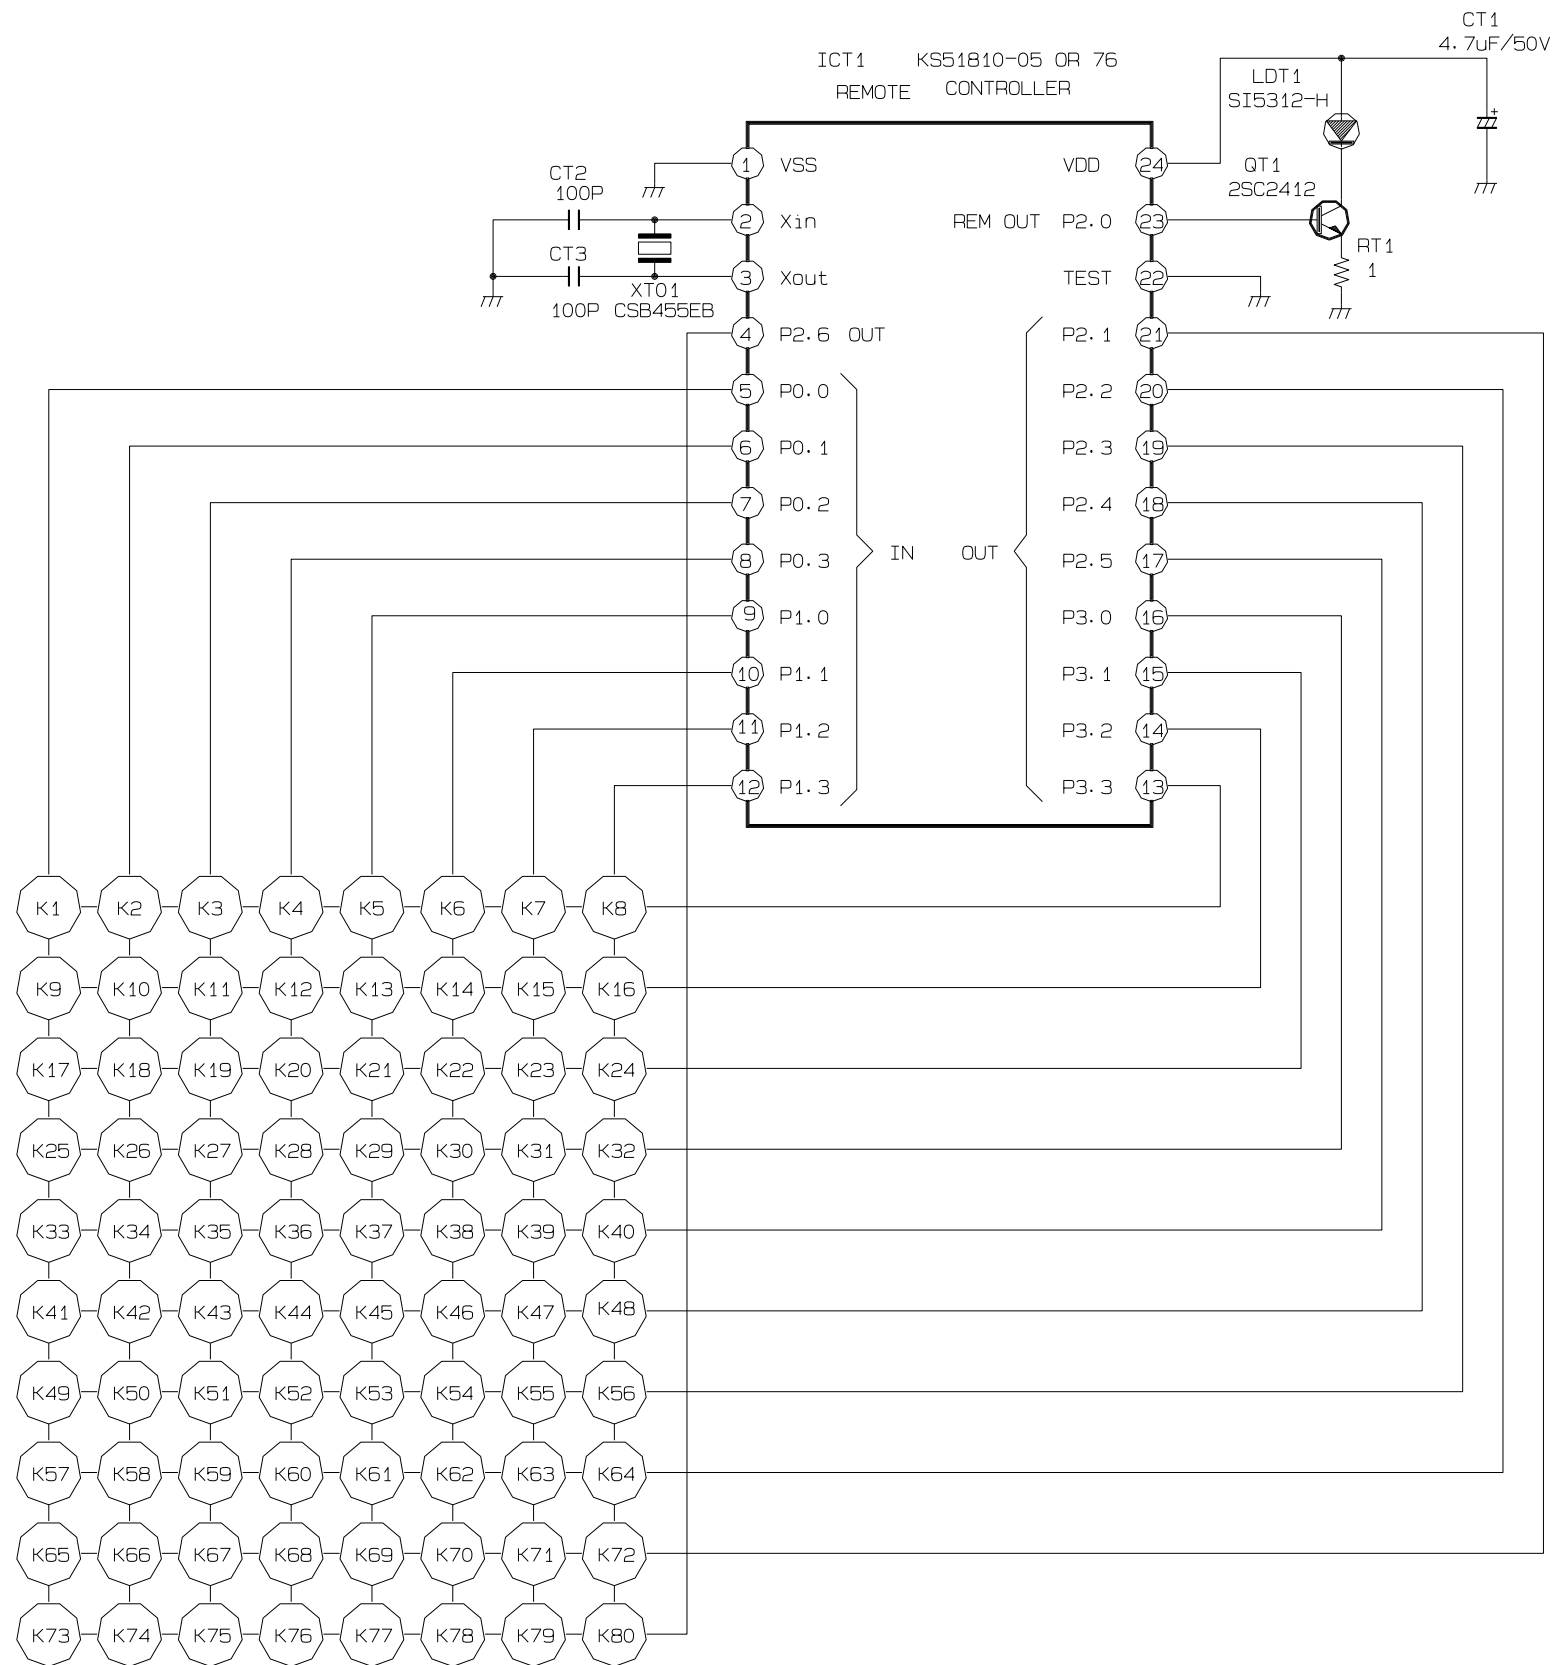 CT1
4.7uF/50V
ICT1 KS51810-05 OR 76
REMOTE CONTROLLER
LDT1
SI5312-H
CT2
100P
1 VSS
VDD 24
QT1
2SC2412
2 Xin
REM OUT P2.0 23
CT3
RT1
1
3 Xout
TEST 22
XT01
100P CSB455EB
4 P2.6 OUT
P2.1 21
5 P0.0
P2.2 20
6 P0.1
P2.3 19
7 P0.2
P2.4 18
8 P0.3
P2.5 17
IN OUT
9 P1.0
P3.0 16
10 P1.1
P3.1 15
11 P1.2
P3.2 14
12 P1.3
P3.3 13
K1 K2 K3 K4 K5 K6 K7 K8
K9 K10 K11 K12 K13 K14 K15 K16
K17 K18 K19 K20 K21 K22 K23 K24
K25 K26 K27 K28 K29 K30 K31 K32
K33 K34 K35 K36 K37 K38 K39 K40
K41 K42 K43 K44 K45 K46 K47 K48
K49 K50 K51 K52 K53 K54 K55 K56
K57 K58 K59 K60 K61 K62 K63 K64
K65 K66 K67 K68 K69 K70 K71 K72
K73 K74 K75 K76 K77 K78 K79 K80